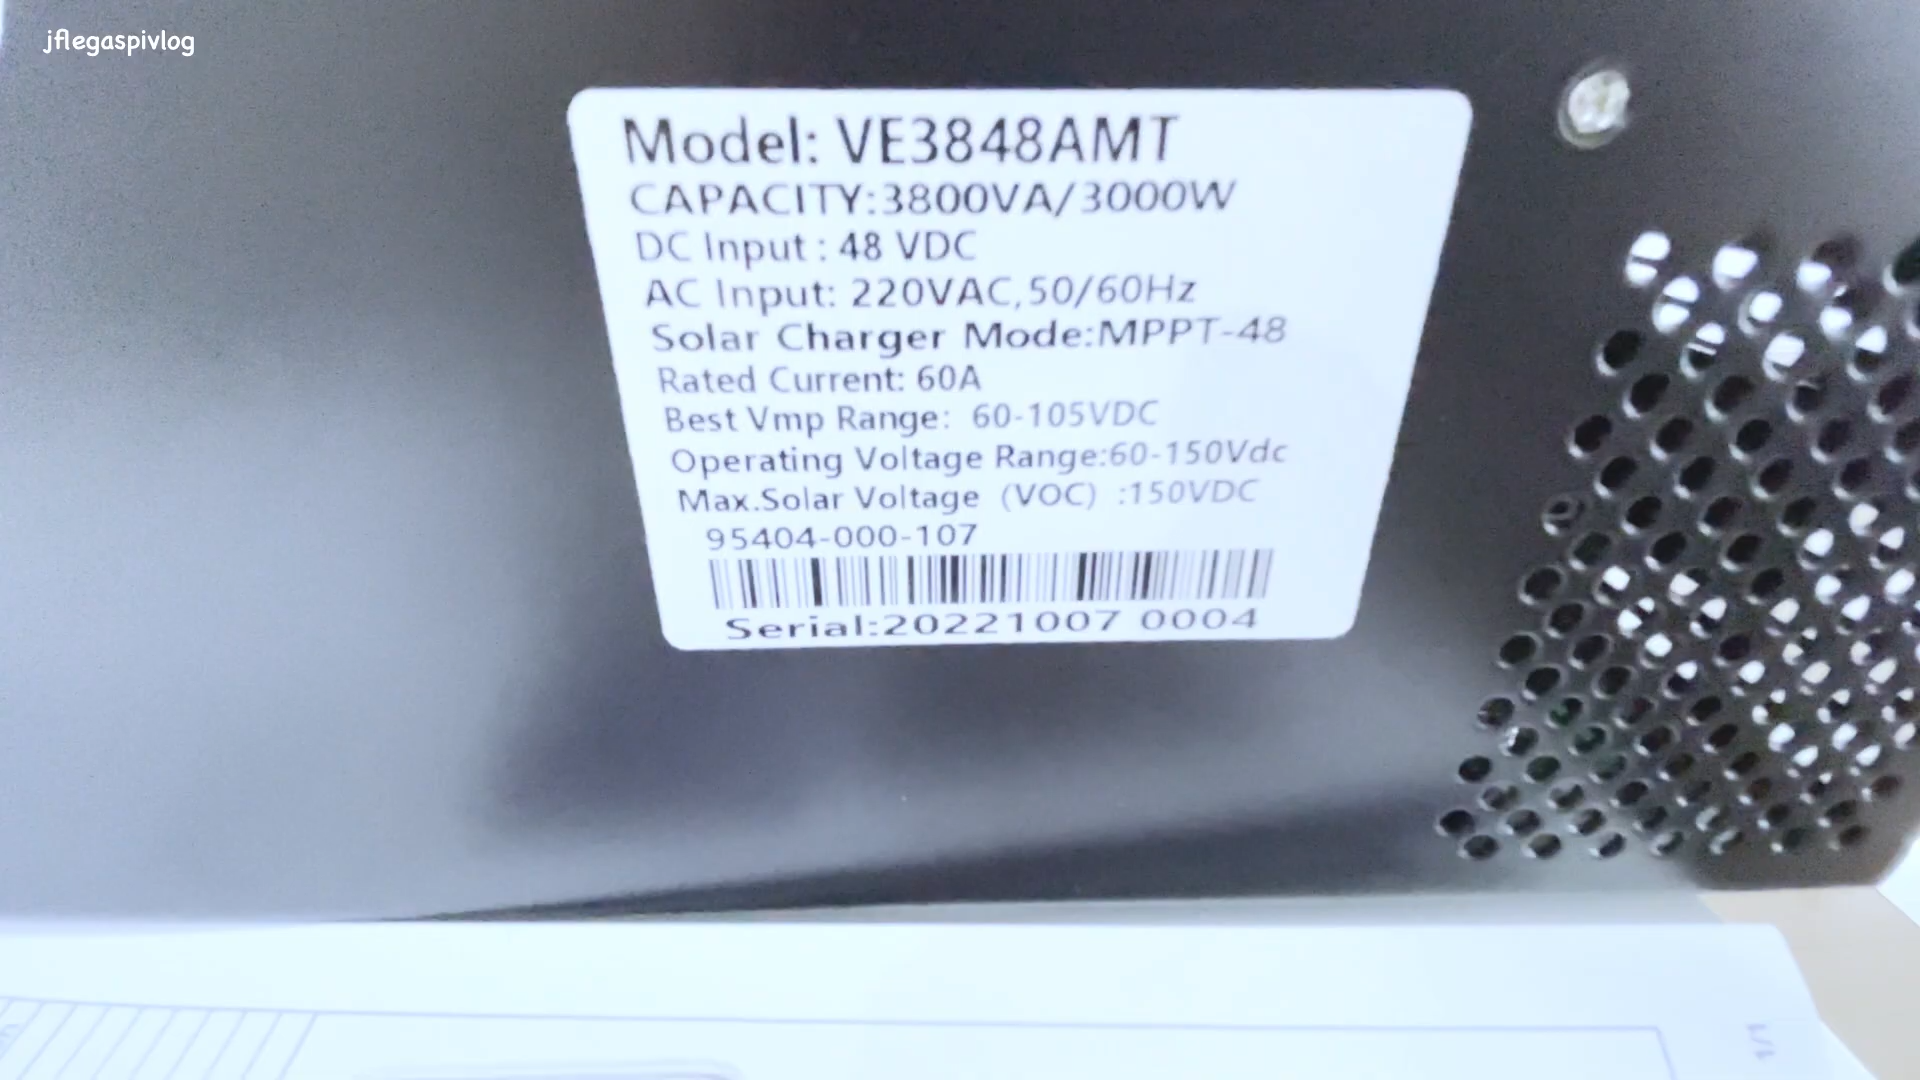 jflegaspivlog
Model: VE3848AMT
CAPACITY:3800VA/3000W
DC Input : 48 VDC
AC Input: 220VAC,50/60Hz
Solar Charger Mode:MPPT-48
Rated Current: 60A
Best Vmp Range: 60-105VDC
Operating Voltage Range:60-150Vdc
Max.Solar Voltage (VOC) :150VDC
95404-000-107
Serial:20221007 0004